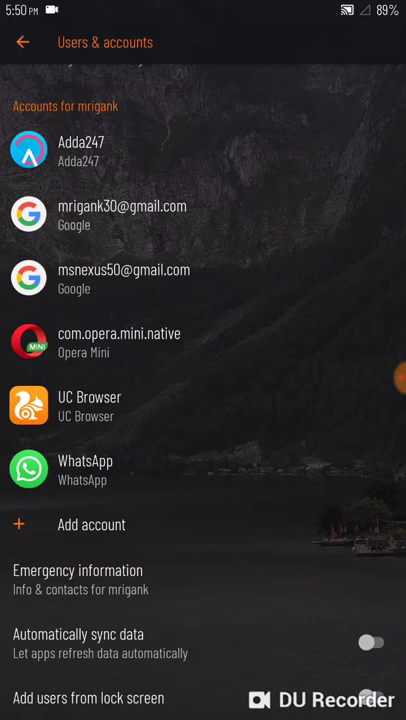 5:50 PM
89%
Users & accounts
Accounts for mrigank
Adda247
Adda247
mrigank30@gmail.com
Google
msnexus50@gmail.com
Google
com.opera.mini.native
Opera Mini
MINI
UC Browser
UC Browser
WhatsApp
WhatsApp
+ Add account
Emergency information
Info & contacts for mrigank
Automatically sync data
Let apps refresh data automatically
Add users from lock screen
DU Recorder